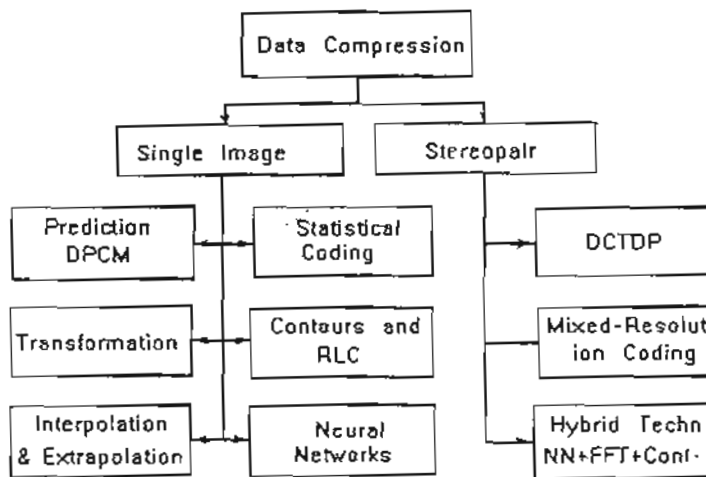 Data Compression
Single Image
Stereopair
Prediction
DPCM
Statistical
Coding
DCTDP
Transformation
Contours and
RLC
Mixed-Resolut
ion Coding
Interpolation
& Extrapolation
Neural
Networks
Hybrid Techn
NN+FFT+Cont-